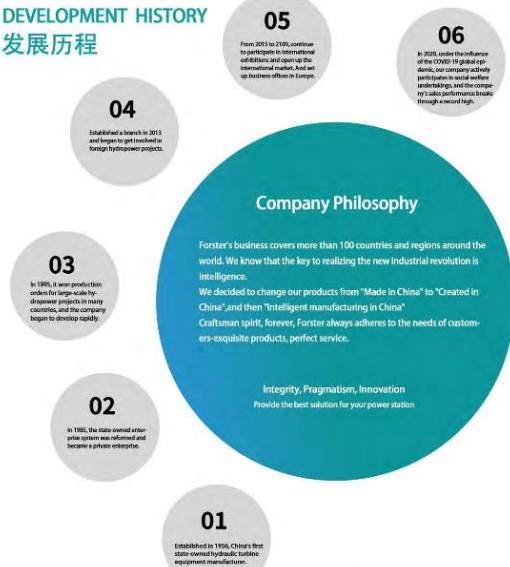 DEVELOPMENT HISTORY
发展历程
05
From 2015 to 2109, continue
to participate in international
exhibitions and open up the
international market. And set
up business offices in Europe.
06
In 2020, under the influence
of the COVID-19 global epi-
demic, our company actively
participates in social welfare
undertakings, and the compa-
ny's sales performance breaks
through a record high.
04
Established a branch in 2013
and began to get involved in
foreign hydropower projects.
Company Philosophy
Forster's business covers more than 100 countries and regions around the
world. We know that the key to realizing the new industrial revolution is
intelligence.
We decided to change our products from "Made in China" to "Created in
China",and then "Intelligent manufacturing in China"
Craftsman spirit, forever, Forster always adheres to the needs of custom-
ers-exquisite products, perfect service.
Integrity, Pragmatism, Innovation
Provide the best solution for your power station
03
In 1995, it won production
orders for large-scale hy-
dropower projects in many
countries, and the company
began to develop rapidly.
02
In 1985, the state-owned enter-
prise system was reformed and
became a private enterprise.
01
Established in 1956, China's first
state-owned hydraulic turbine
equipment manufacturer.